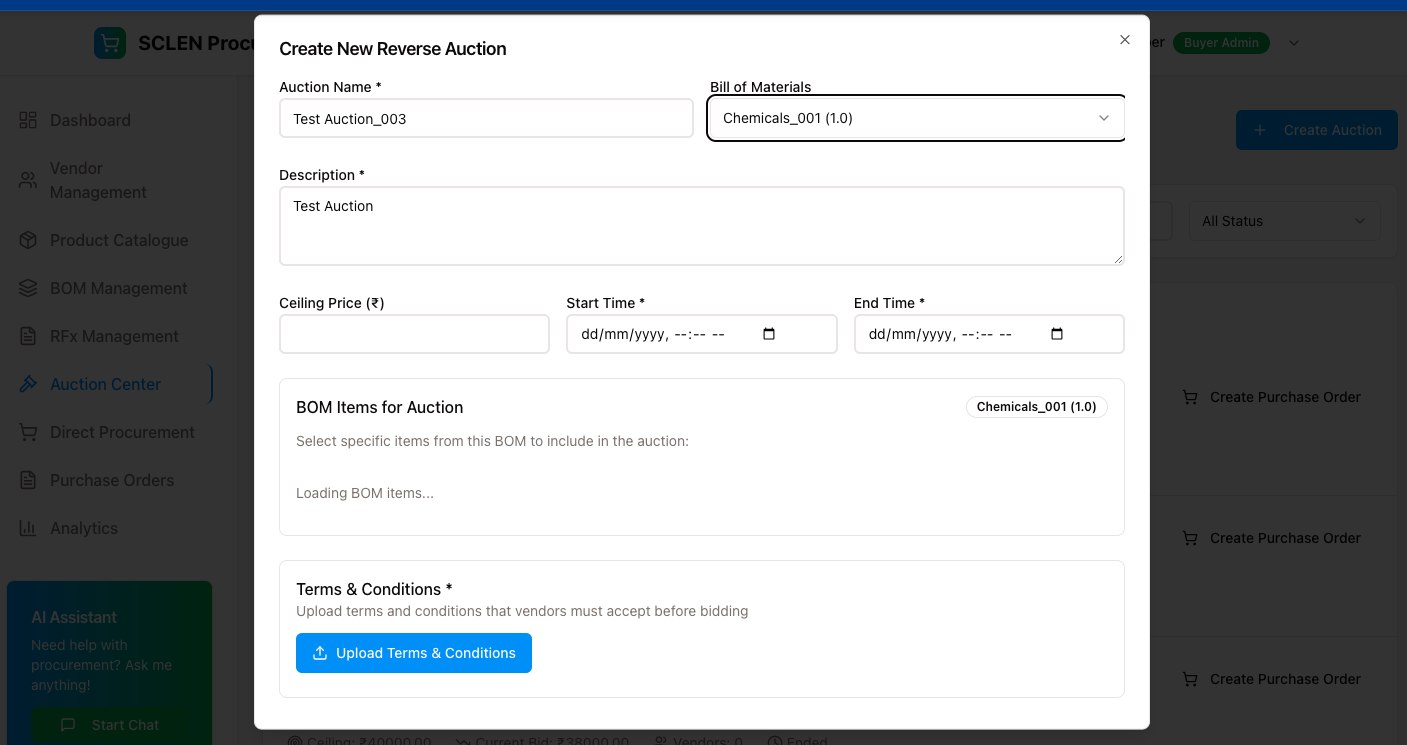 SCLEN Procu
er
Buyer Admin
Create New Reverse Auction
Auction Name *
Bill of Materials
Test Auction_003
Chemicals_001 (1.0)
Description *
Test Auction
Ceiling Price (₹)
Start Time *
End Time *
dd/mm/yyyy, --:-- --
dd/mm/yyyy, --:-- --
BOM Items for Auction
Chemicals_001 (1.0)
Select specific items from this BOM to include in the auction:
Loading BOM items...
Terms & Conditions *
Upload terms and conditions that vendors must accept before bidding
Upload Terms & Conditions
Dashboard
Vendor
Management
Product Catalogue
BOM Management
RFx Management
Auction Center
Direct Procurement
Purchase Orders
Analytics
AI Assistant
Need help with
procurement? Ask me
anything!
Start Chat
Create Auction
All Status
Create Purchase Order
Create Purchase Order
Create Purchase Order
Ceiling: ₹40000.00
Current Bid: ₹38000.00
Vendors: 0
Ended